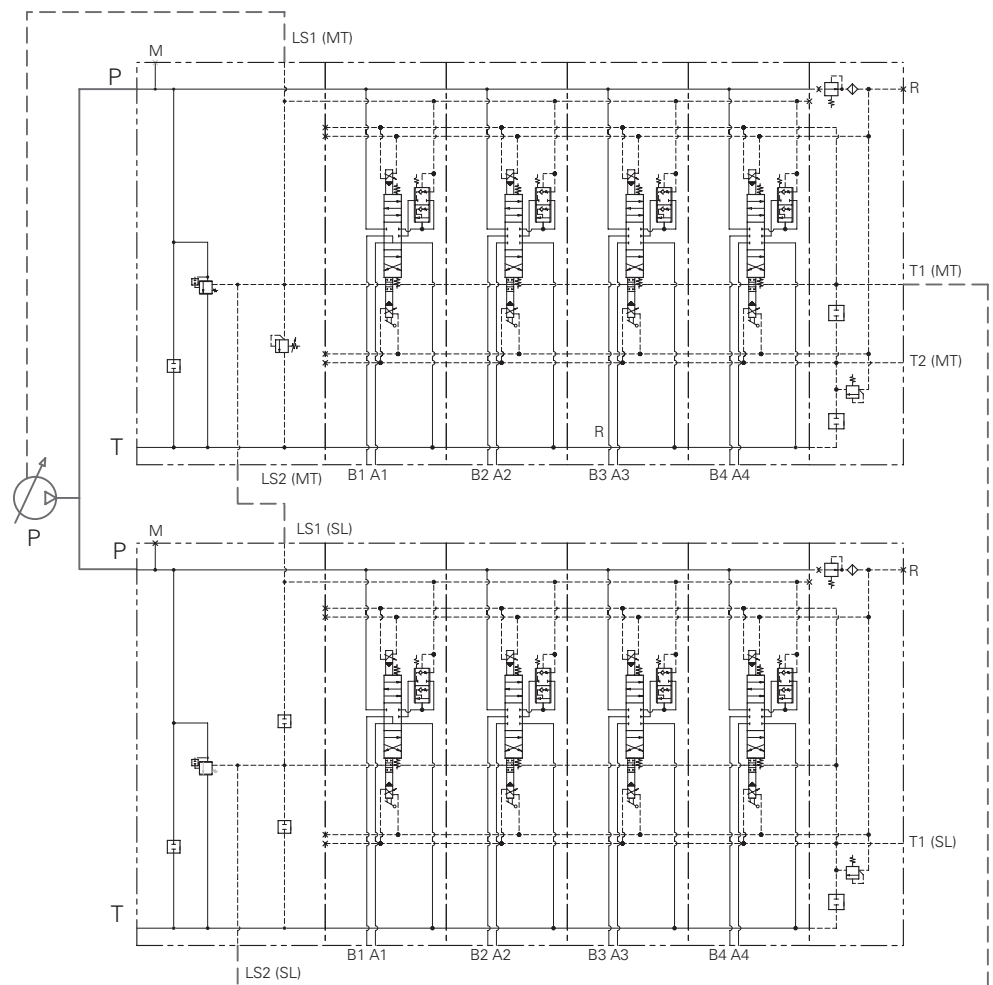 LS1 (MT)
M
P
R
T1 (MT)
T2 (MT)
R
T
LS2 (MT)
B1 A1
B2 A2
B3 A3
B4 A4
P
LS1 (SL)
M
P
R
T1 (SL)
T
B1 A1
B2 A2
B3 A3
B4 A4
LS2 (SL)